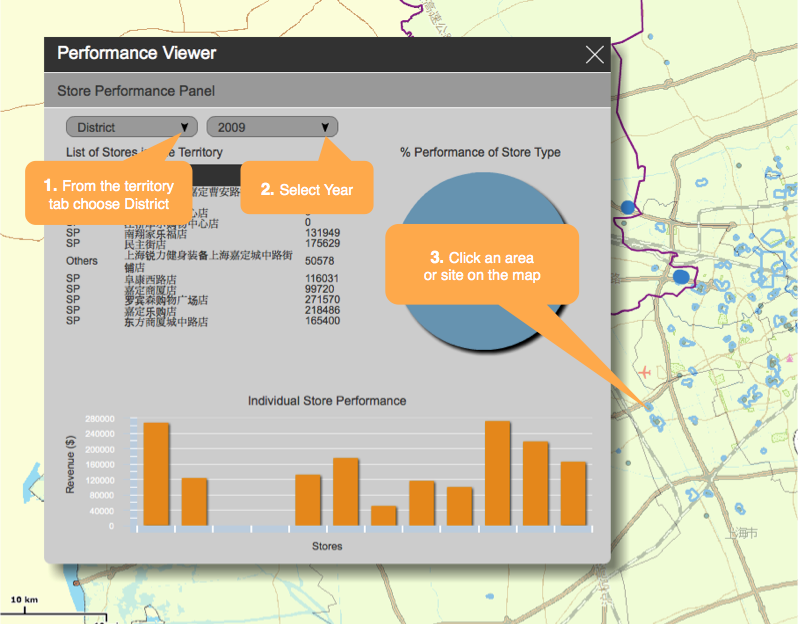 高速公
Performance Viewer
Store Performance Panel
District
2009
List of Stores
Territory
% Performance of Store Type
1. From the territory
tab choose District
2. Select Year
3. Click an area
or site on the map
嘉定曹安路
心店
0
物中心店
0
SP 南翔家乐福店 131949
SP 民主街店 175629
Others 上海锐力健身装备上海嘉定城中路街 50578
铺店
SP 阜康西路店 116031
SP 嘉定商厦店 99720
SP 罗宾森购物广场店 271570
SP 嘉定乐购店 218486
SP 东方商厦城中路店 165400
Individual Store Performance
Revenue ($)
280000
240000
200000
160000
120000
80000
40000
0
Stores
上海市
10 km